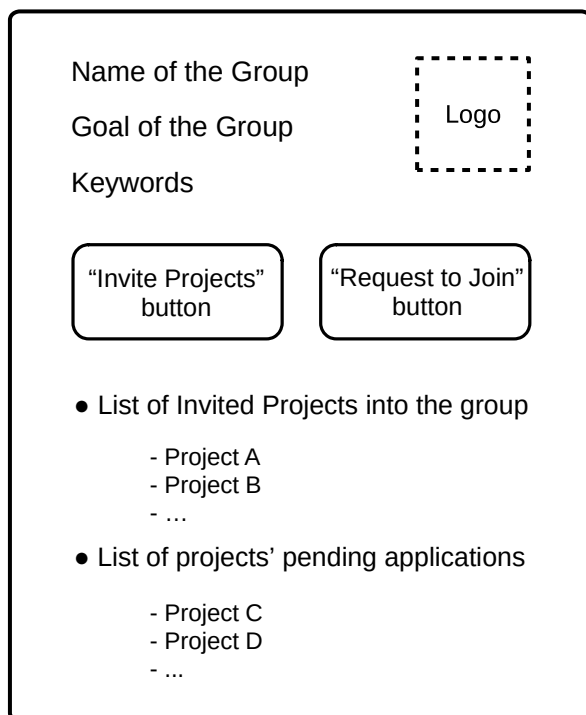 Name of the Group
Logo
Goal of the Group
Keywords
“Invite Projects”
button
“Request to Join”
button
● List of Invited Projects into the group
- Project A
- Project B
- …
● List of projects’ pending applications
- Project C
- Project D
- ...